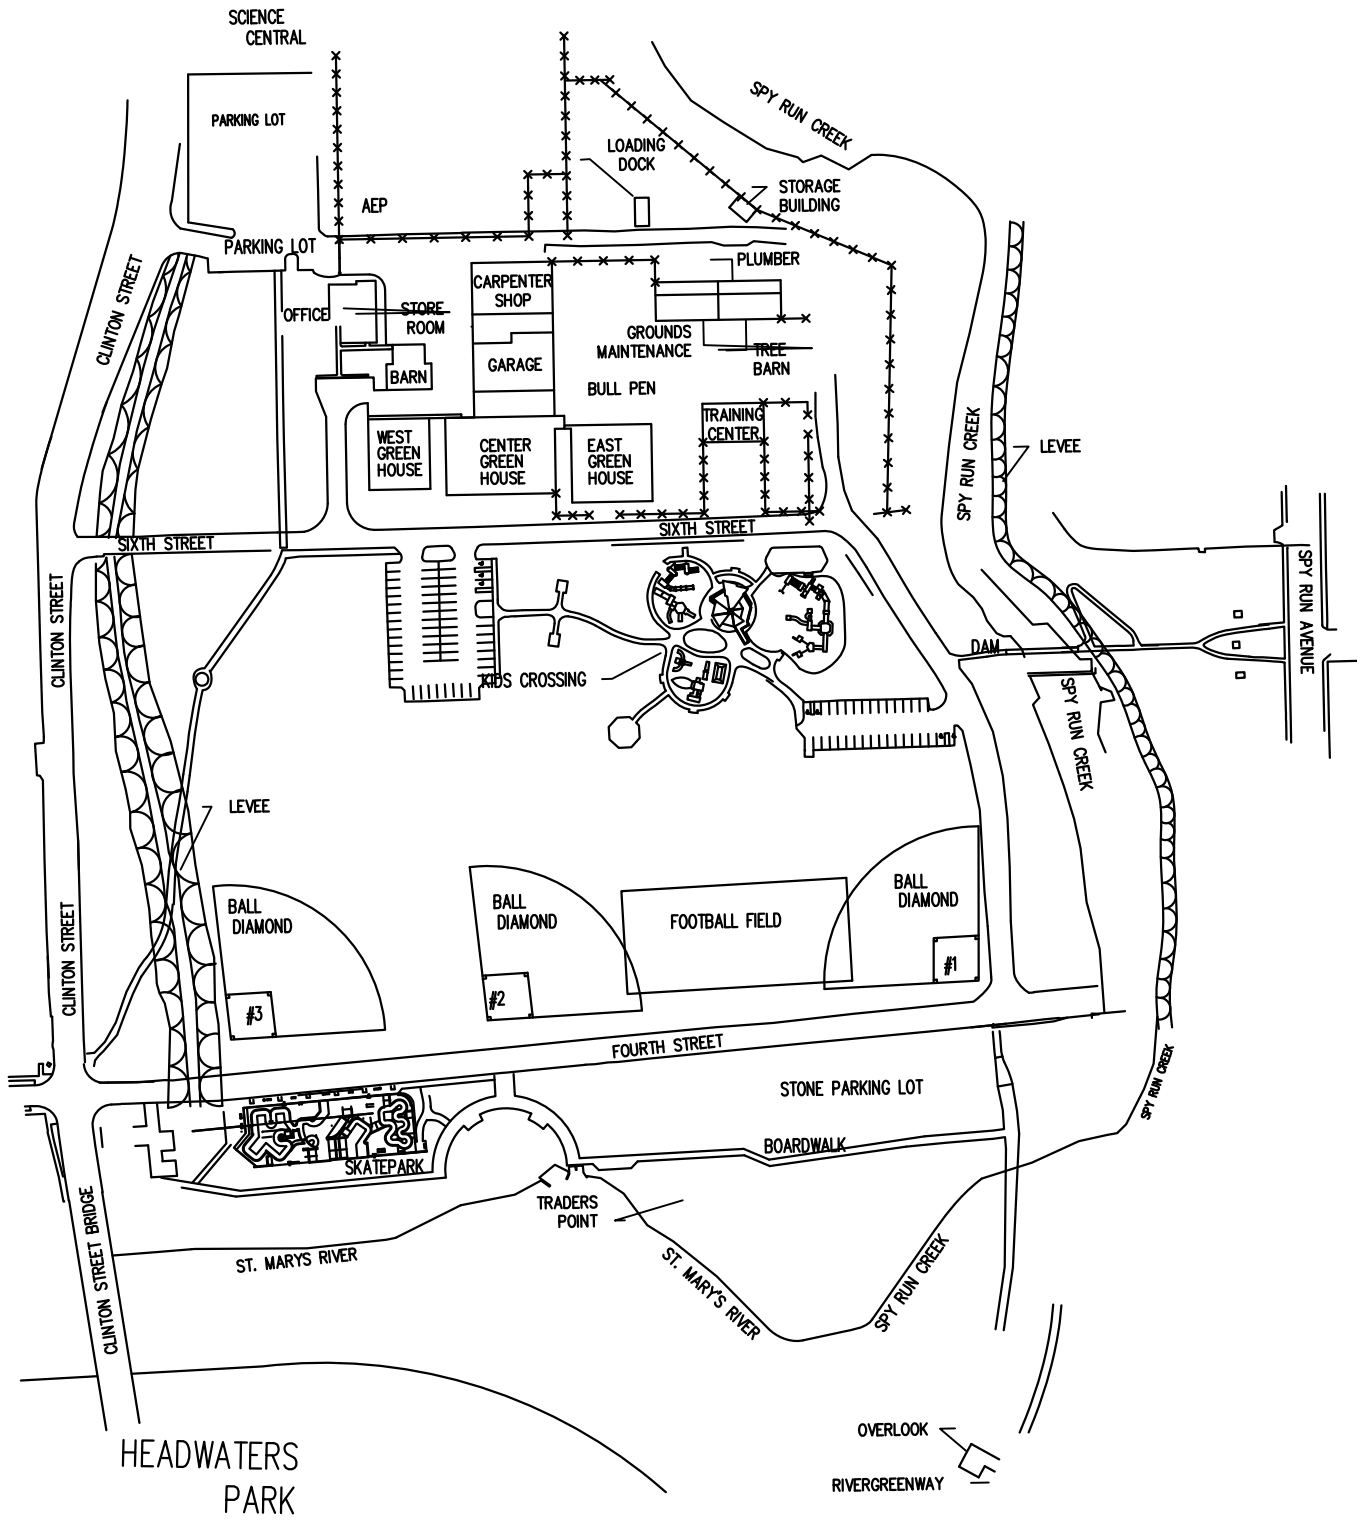 SCIENCE
CENTRAL
PARKING LOT
SPY RUN CREEK
LOADING
DOCK
STORAGE
BUILDING
AEP
PARKING LOT
PLUMBER
CLINTON STREET
CARPENTER
SHOP
OFFICE
STORE
ROOM
GROUNDS
MAINTENANCE
TREE
BARN
GARAGE
BARN
BULL PEN
TRAINING
CENTER
WEST
GREEN
HOUSE
CENTER
GREEN
HOUSE
EAST
GREEN
HOUSE
SPY RUN CREEK
LEVEE
SIXTH STREET
SIXTH STREET
CLINTON STREET
SPY RUN AVENUE
DAM
KIDS CROSSING
SPY RUN CREEK
LEVEE
BALL
DIAMOND
BALL
DIAMOND
FOOTBALL FIELD
BALL
DIAMOND
CLINTON STREET
#3
#2
#1
FOURTH STREET
STONE PARKING LOT
SPY RUN CREEK
BOARDWALK
SKATEPARK
TRADERS
POINT
CLINTON STREET BRIDGE
ST. MARYS RIVER
ST. MARY'S RIVER
SPY RUN CREEK
HEADWATERS
PARK
OVERLOOK
RIVERGREENWAY